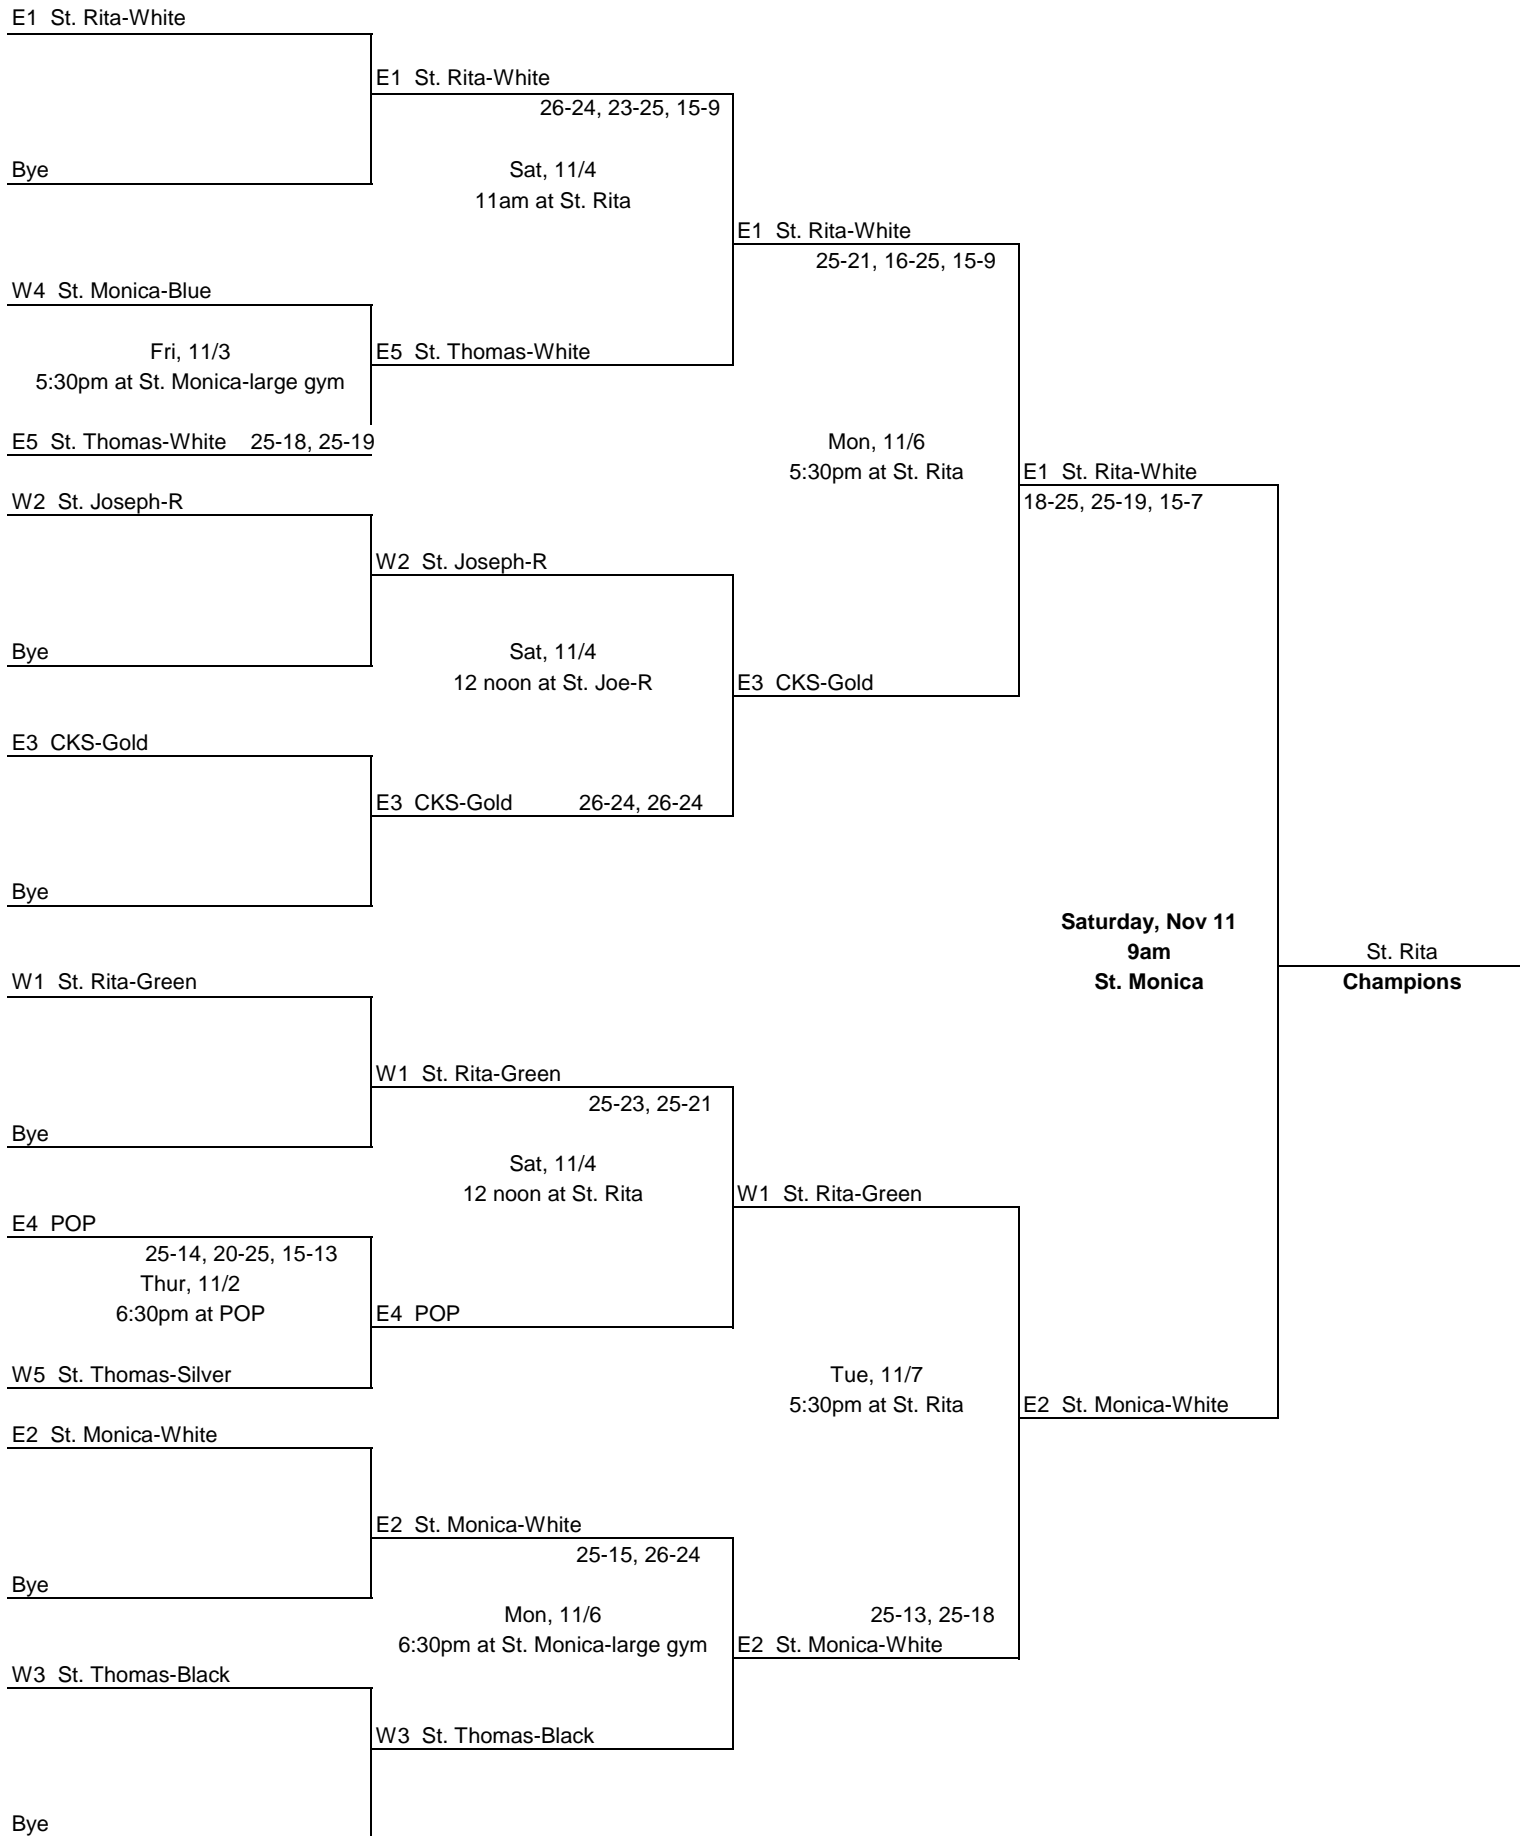 E1 St. Rita-White
E1 St. Rita-White
26-24, 23-25, 15-9
Bye
Sat, 11/4
11am at St. Rita
E1 St. Rita-White
25-21, 16-25, 15-9
W4 St. Monica-Blue
Fri, 11/3
E5 St. Thomas-White
5:30pm at St. Monica-large gym
E5 St. Thomas-White 25-18, 25-19
Mon, 11/6
5:30pm at St. Rita
E1 St. Rita-White
W2 St. Joseph-R
18-25, 25-19, 15-7
W2 St. Joseph-R
Bye
Sat, 11/4
12 noon at St. Joe-R
E3 CKS-Gold
E3 CKS-Gold
E3 CKS-Gold 26-24, 26-24
Bye
Saturday, Nov 11
9am
St. Rita
W1 St. Rita-Green
St. Monica
Champions
W1 St. Rita-Green
25-23, 25-21
Bye
Sat, 11/4
12 noon at St. Rita
W1 St. Rita-Green
E4 POP
25-14, 20-25, 15-13
Thur, 11/2
6:30pm at POP
E4 POP
W5 St. Thomas-Silver
Tue, 11/7
5:30pm at St. Rita
E2 St. Monica-White
E2 St. Monica-White
E2 St. Monica-White
25-15, 26-24
Bye
Mon, 11/6
25-13, 25-18
6:30pm at St. Monica-large gym
E2 St. Monica-White
W3 St. Thomas-Black
W3 St. Thomas-Black
Bye